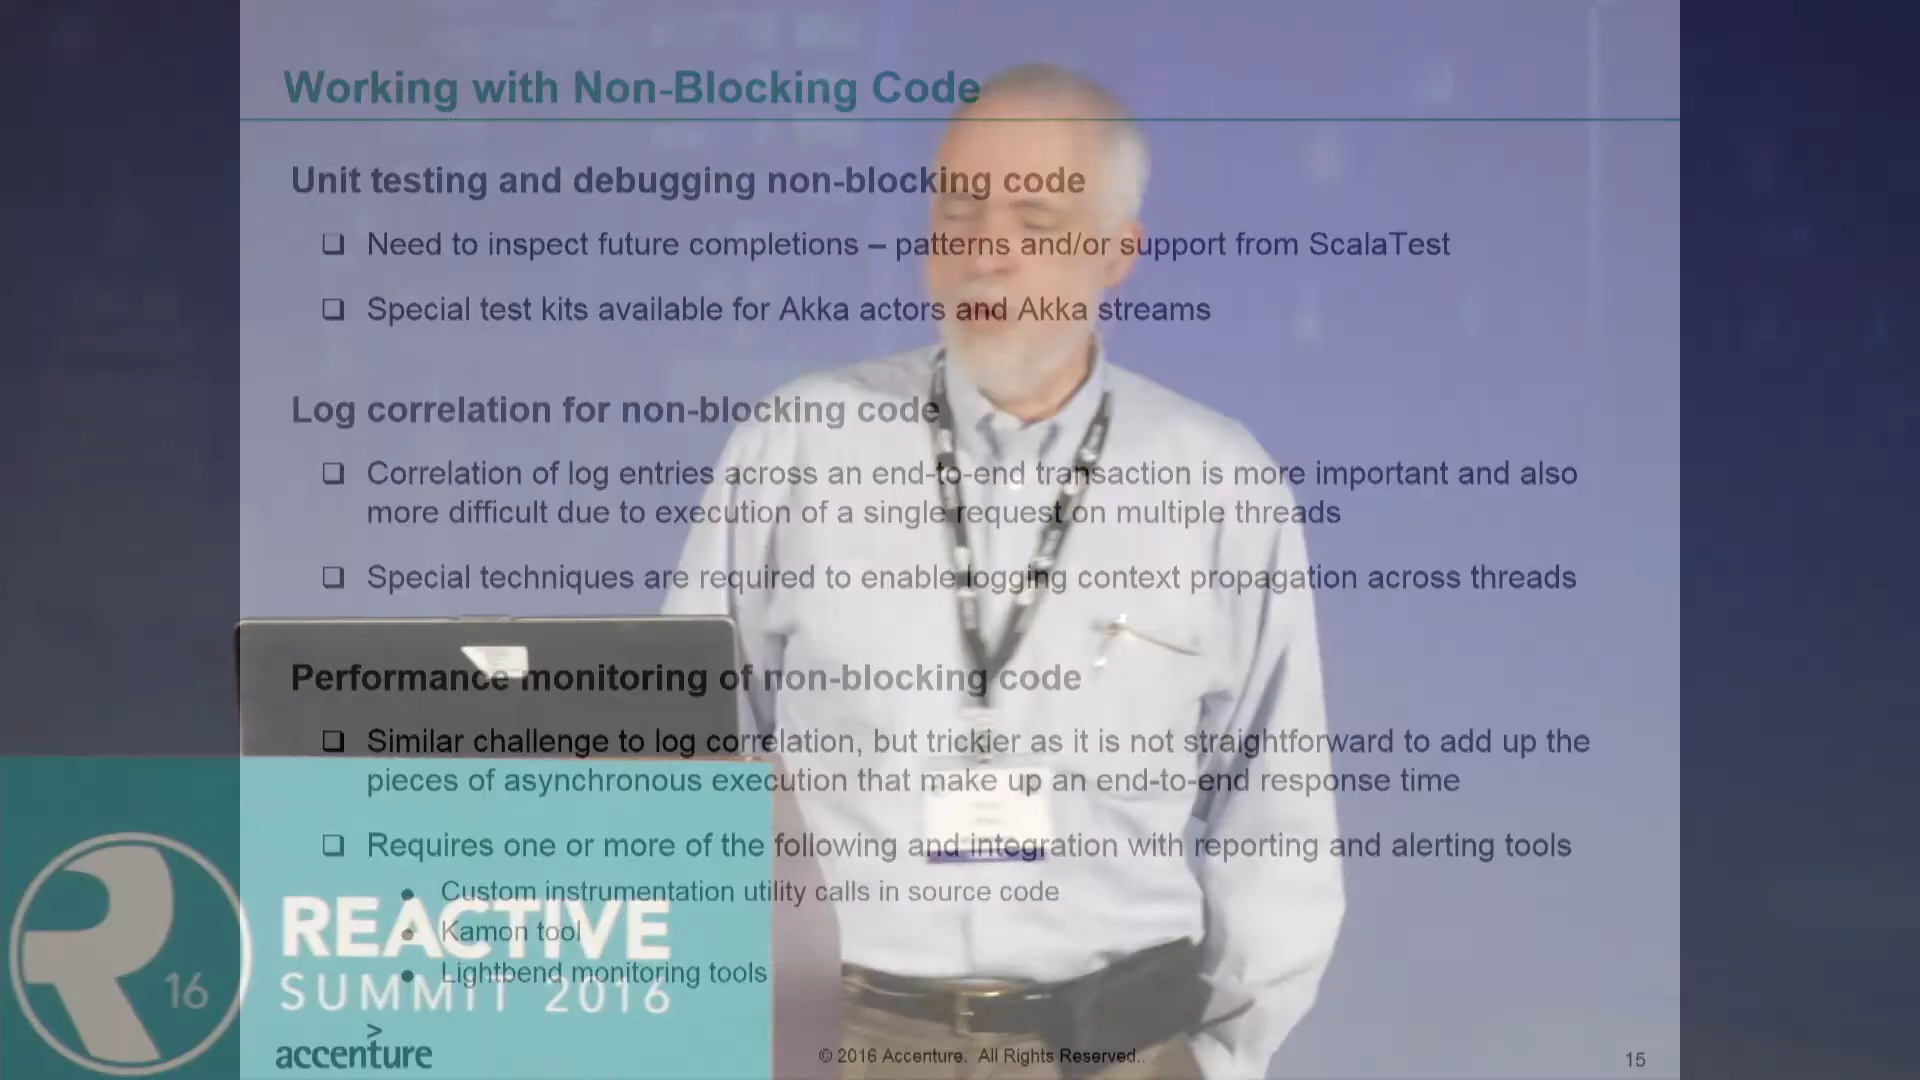 Working with Non-Blocking Code
Unit testing and debugging non-blocking code
❑ Need to inspect future completions – patterns and/or support from ScalaTest
❑ Special test kits available for Akka actors and Akka streams
Log correlation for non-blocking code
❑ Correlation of log entries across an end-to-end transaction is more important and also
more difficult due to execution of a single request on multiple threads
❑ Special techniques are required to enable logging context propagation across threads
Performance monitoring of non-blocking code
❑ Similar challenge to log correlation, but trickier as it is not straightforward to add up the
pieces of asynchronous execution that make up an end-to-end response time
❑ Requires one or more of the following and integration with reporting and alerting tools
● Custom instrumentation utility calls in source code
● Kamon tool
● Lightbend monitoring tools
R 16
REACTIVE
SUMMIT 2016
accenture
© 2016 Accenture. All Rights Reserved..
15